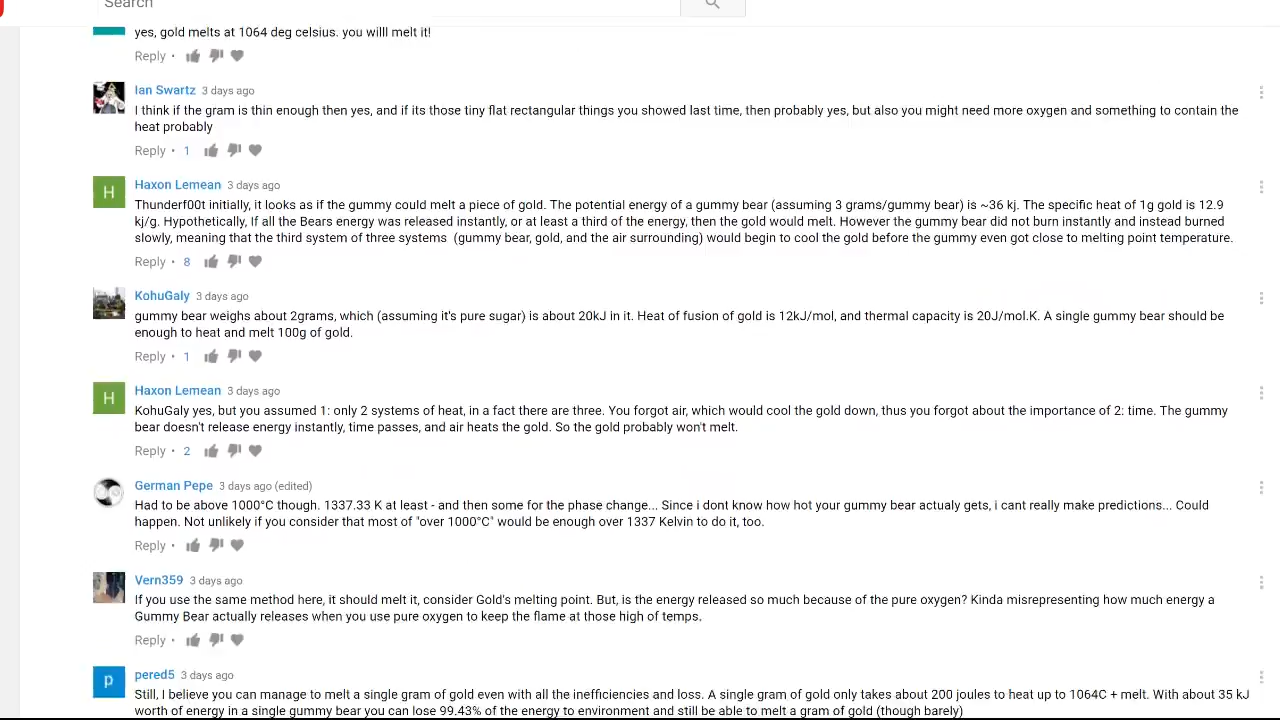 Search
yes, gold melts at 1064 deg celsius. you willl melt it!
Reply •
Ian Swartz 3 days ago
I think if the gram is thin enough then yes, and if its those tiny flat rectangular things you showed last time, then probably yes, but also you might need more oxygen and something to contain the
heat probably
Reply • 1
H
Haxon Lemean 3 days ago
Thunderf00t initially, it looks as if the gummy could melt a piece of gold. The potential energy of a gummy bear (assuming 3 grams/gummy bear) is ~36 kj. The specific heat of 1g gold is 12.9
kj/g. Hypothetically, If all the Bears energy was released instantly, or at least a third of the energy, then the gold would melt. However the gummy bear did not burn instantly and instead burned
slowly, meaning that the third system of three systems (gummy bear, gold, and the air surrounding) would begin to cool the gold before the gummy even got close to melting point temperature.
Reply • 8
KohuGaly 3 days ago
gummy bear weighs about 2grams, which (assuming it's pure sugar) is about 20kJ in it. Heat of fusion of gold is 12kJ/mol, and thermal capacity is 20J/mol.K. A single gummy bear should be
enough to heat and melt 100g of gold.
Reply • 1
H
Haxon Lemean 3 days ago
KohuGaly yes, but you assumed 1: only 2 systems of heat, in a fact there are three. You forgot air, which would cool the gold down, thus you forgot about the importance of 2: time. The gummy
bear doesn't release energy instantly, time passes, and air heats the gold. So the gold probably won't melt.
Reply • 2
German Pepe 3 days ago (edited)
Had to be above 1000°C though. 1337.33 K at least - and then some for the phase change... Since i dont know how hot your gummy bear actualy gets, i cant really make predictions... Could
happen. Not unlikely if you consider that most of "over 1000°C" would be enough over 1337 Kelvin to do it, too.
Reply •
Vern359 3 days ago
If you use the same method here, it should melt it, consider Gold's melting point. But, is the energy released so much because of the pure oxygen? Kinda misrepresenting how much energy a
Gummy Bear actually releases when you use pure oxygen to keep the flame at those high of temps.
Reply •
p
pered5 3 days ago
Still, I believe you can manage to melt a single gram of gold even with all the inefficiencies and loss. A single gram of gold only takes about 200 joules to heat up to 1064C + melt. With about 35 kJ
worth of energy in a single gummy bear you can lose 99.43% of the energy to environment and still be able to melt a gram of gold (though barely)